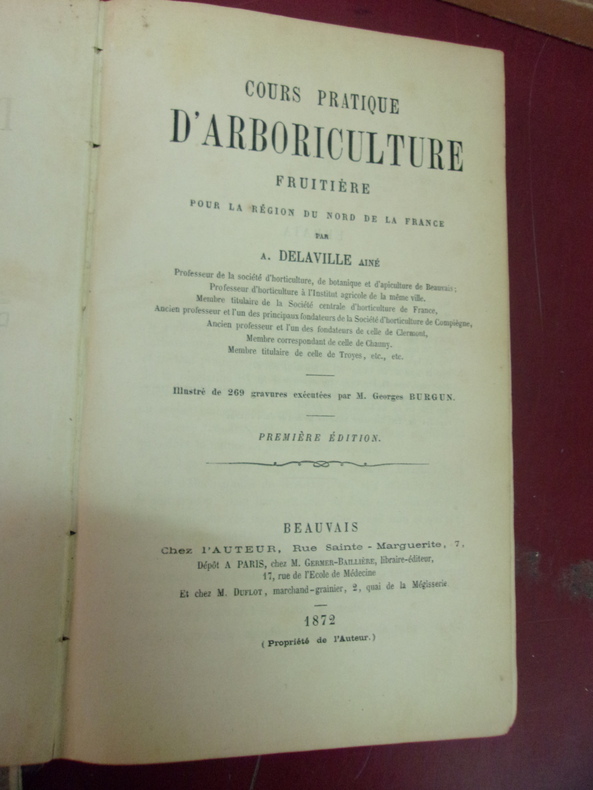 COURS PRATIQUE
D'ARBORICULTURE
FRUITIÈRE
POUR LA RÉGION DU NORD DE LA FRANCE
PAR
A. DELAVILLE AINÉ
Professeur de la société d'horticulture, de botanique et d'apiculture de Beauvais;
Professeur d'horticulture à l'Institut agricole de la même ville.
Membre titulaire de la Société centrale d'horticulture de France,
Ancien professeur et l'un des principaux fondateurs de la Société d'horticulture de Compiègne,
Ancien professeur et l'un des fondateurs de celle de Clermont,
Membre correspondant de celle de Chauny.
Membre titulaire de celle de Troyes, etc., etc.
Illustré de 269 gravures exécutées par M. Georges BURGUN.
PREMIÈRE ÉDITION.
BEAUVAIS
Chez l'AUTEUR, Rue Sainte-Marguerite, 7,
Dépôt A PARIS, chez M. GERMER-BAILLIÈRE, libraire-éditeur,
17, rue de l'Ecole de Médecine
Et chez M. DUFLOT, marchand-grainier, 2, quai de la Mégisserie
1872
(Propriété de l'Auteur.)